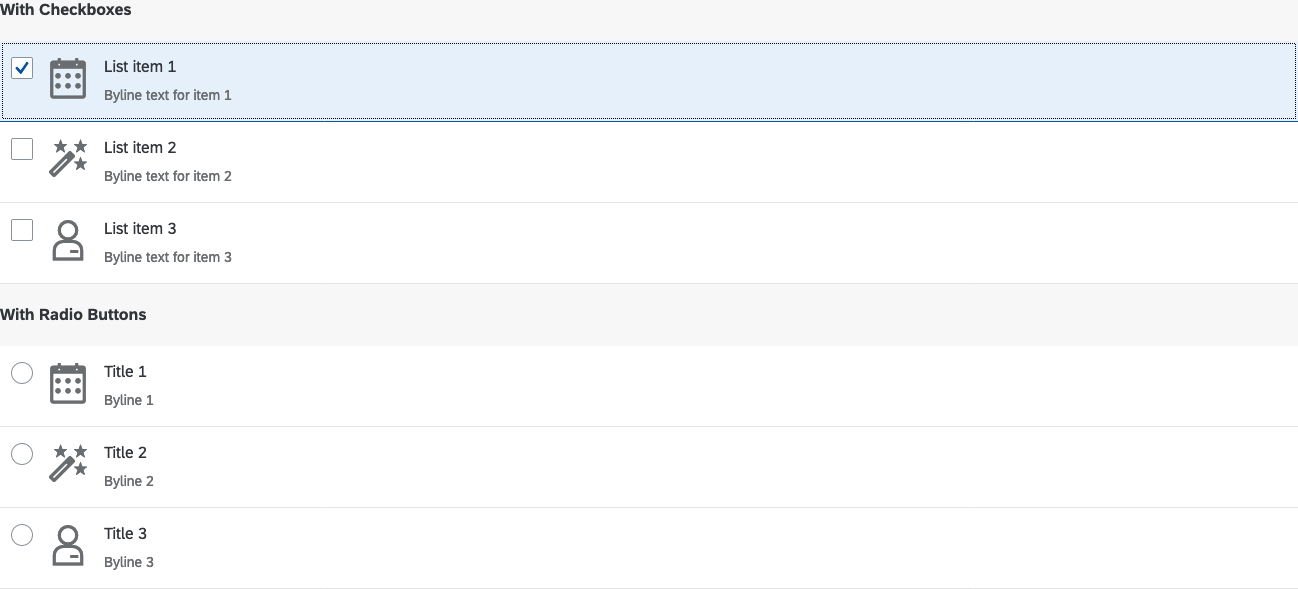 With Checkboxes
List item 1
Byline text for item 1
List item 2
Byline text for item 2
List item 3
Byline text for item 3
With Radio Buttons
Title 1
Byline 1
Title 2
Byline 2
Title 3
Byline 3